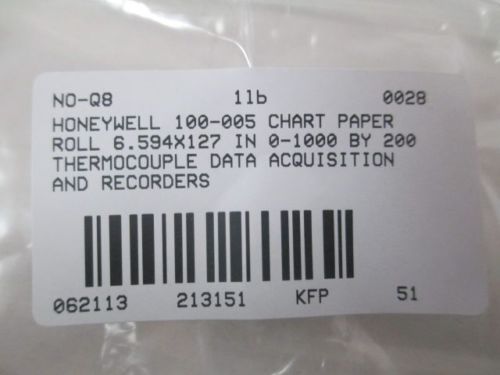 NO-Q8 1lb 0028
HONEYWELL 100-005 CHART PAPER
ROLL 6.594X127 IN 0-1000 BY 200
THERMOCOUPLE DATA ACQUISITION
AND RECORDERS
062113 213151 KFP 51